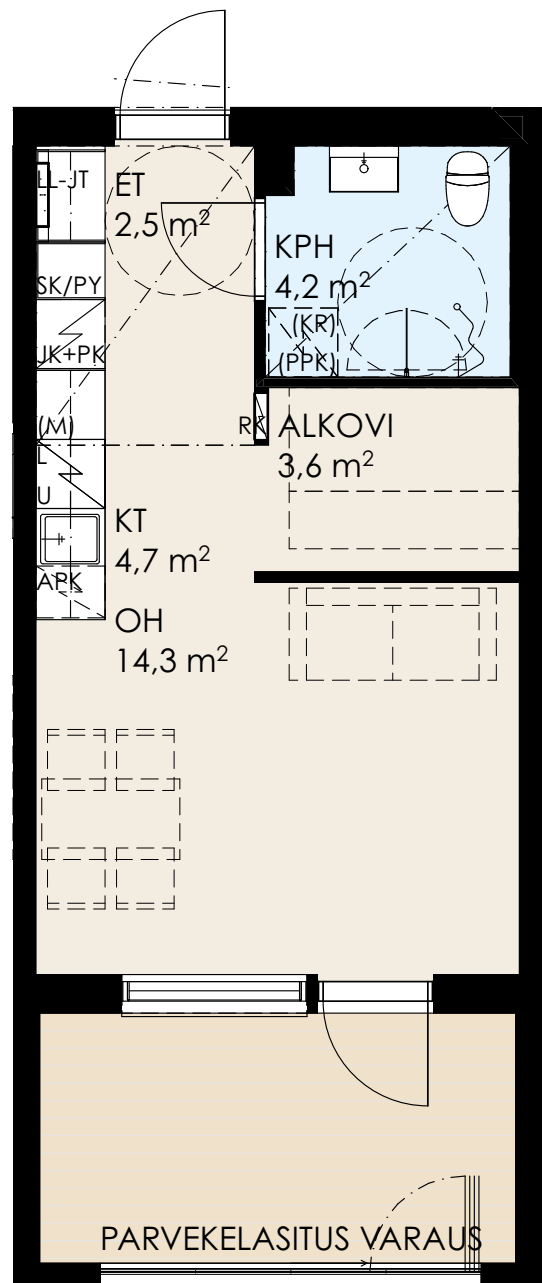 LL-JT
ET
2,5 m²
KPH
4,2 m²
SK/PY
JK+PK
(KR)
(PPK)
(M)
RK
ALKOVI
3,6 m²
L
U
KT
4,7 m²
APK
OH
14,3 m²
PARVEKELASITUS VARAUS